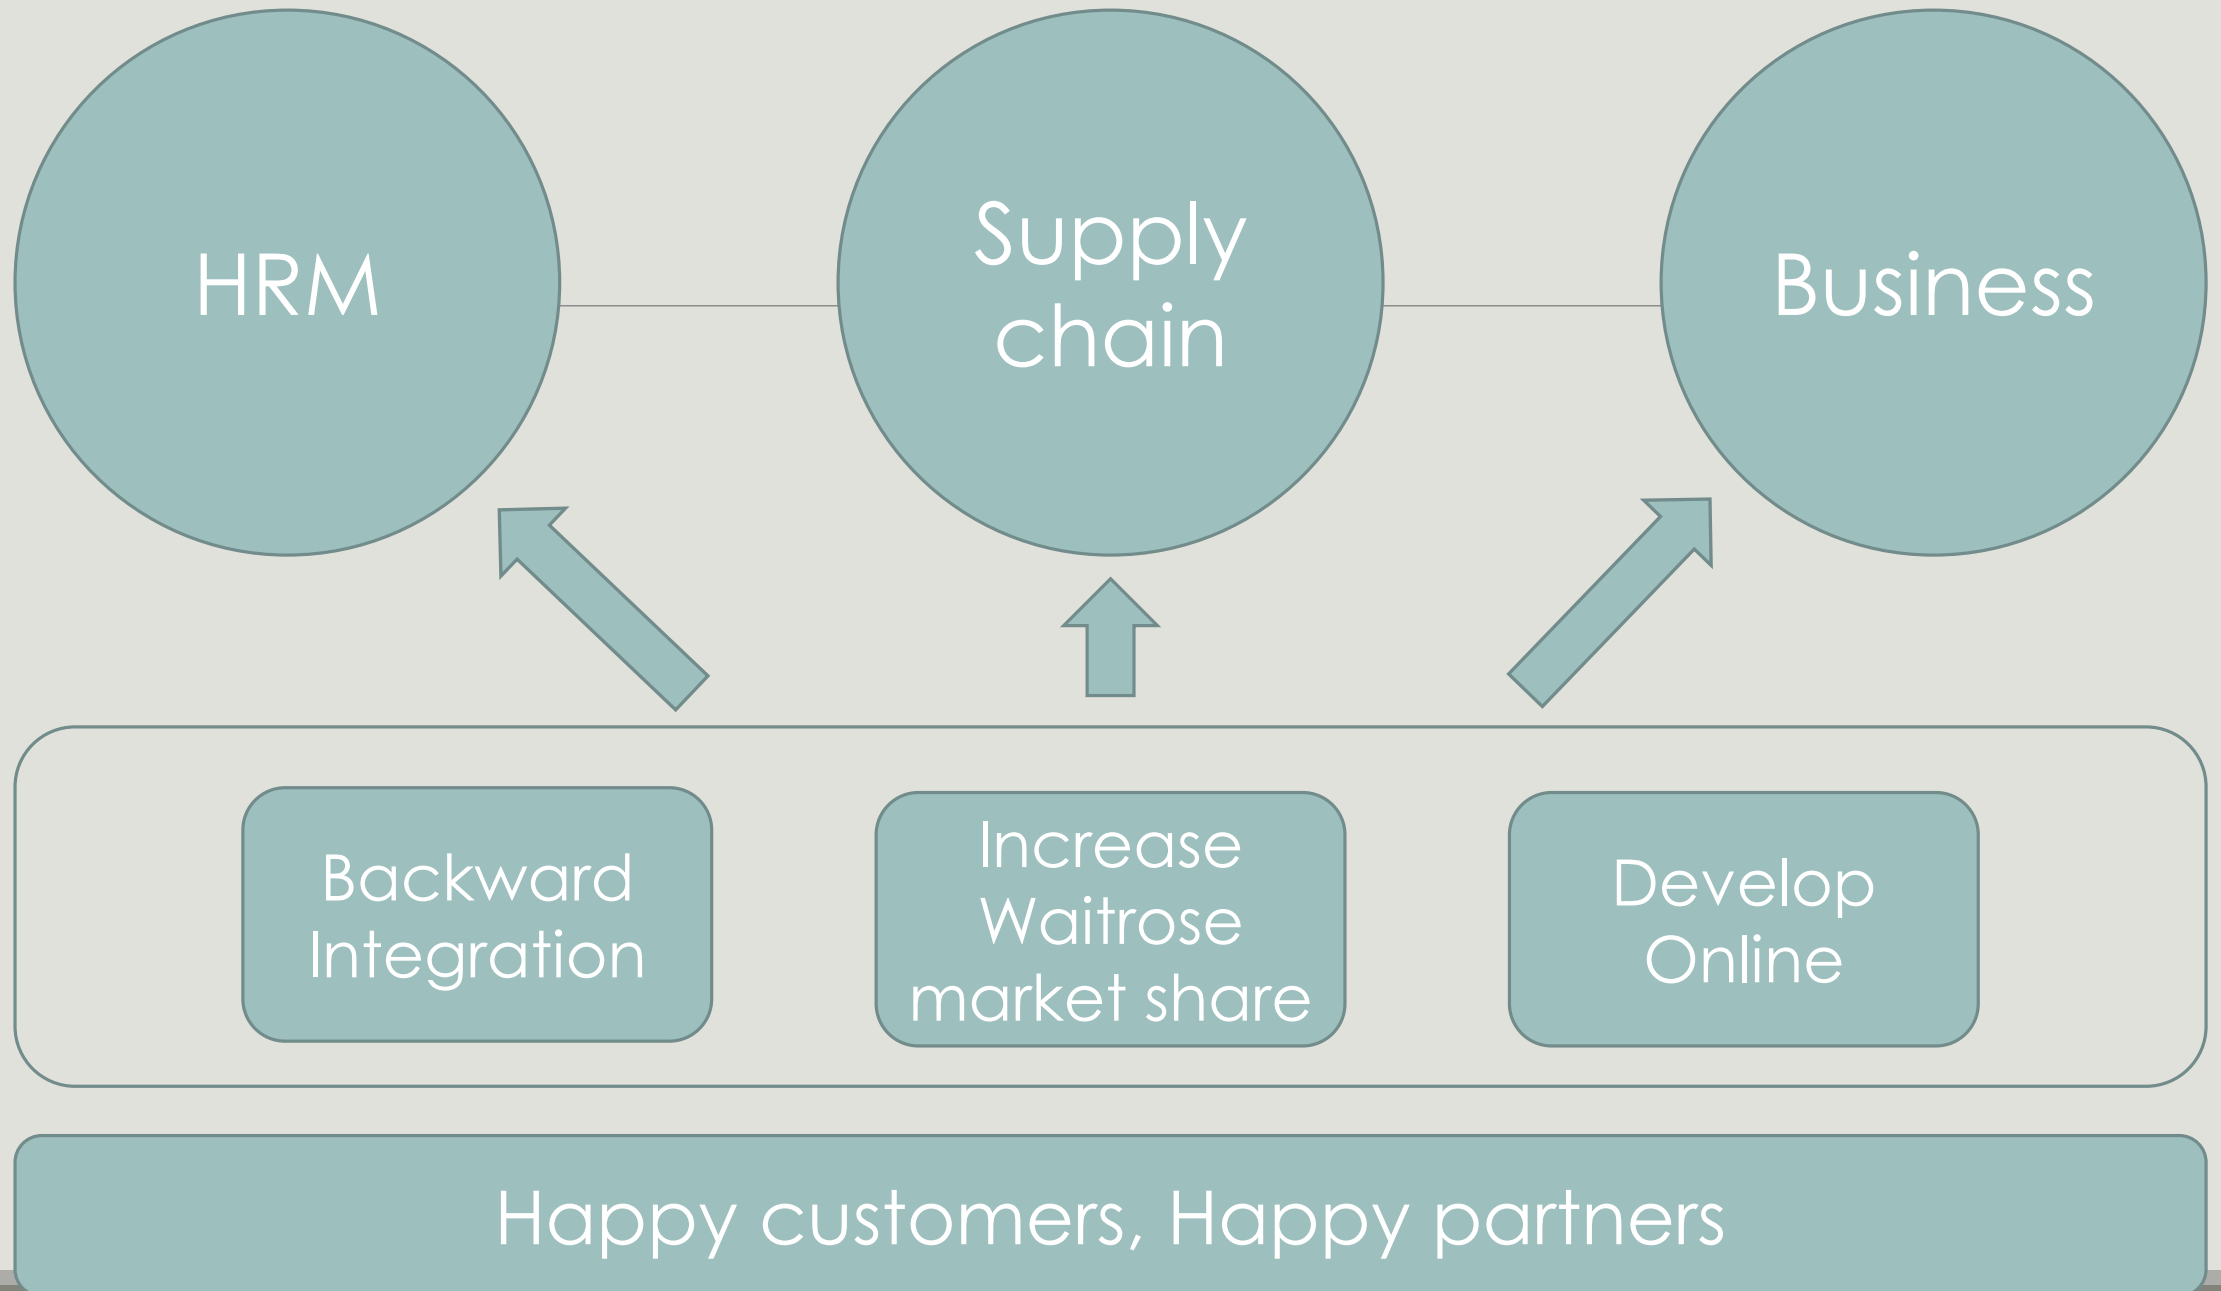 HRM
Supply
chain
Business
Backward
Integration
Increase
Waitrose
market share
Develop
Online
Happy customers, Happy partners